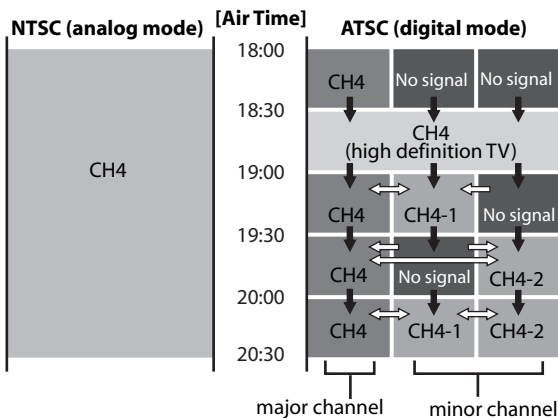 [Air Time]
NTSC (analog mode) ATSC (digital mode)
18:00
CH4 No signal No signal
18:30
CH4
(high definition TV)
CH4
19:00
CH4 CH4-1 No signal
19:30
CH4 No signal CH4-2
20:00
CH4 CH4-1 CH4-2
20:30
major channel minor channel